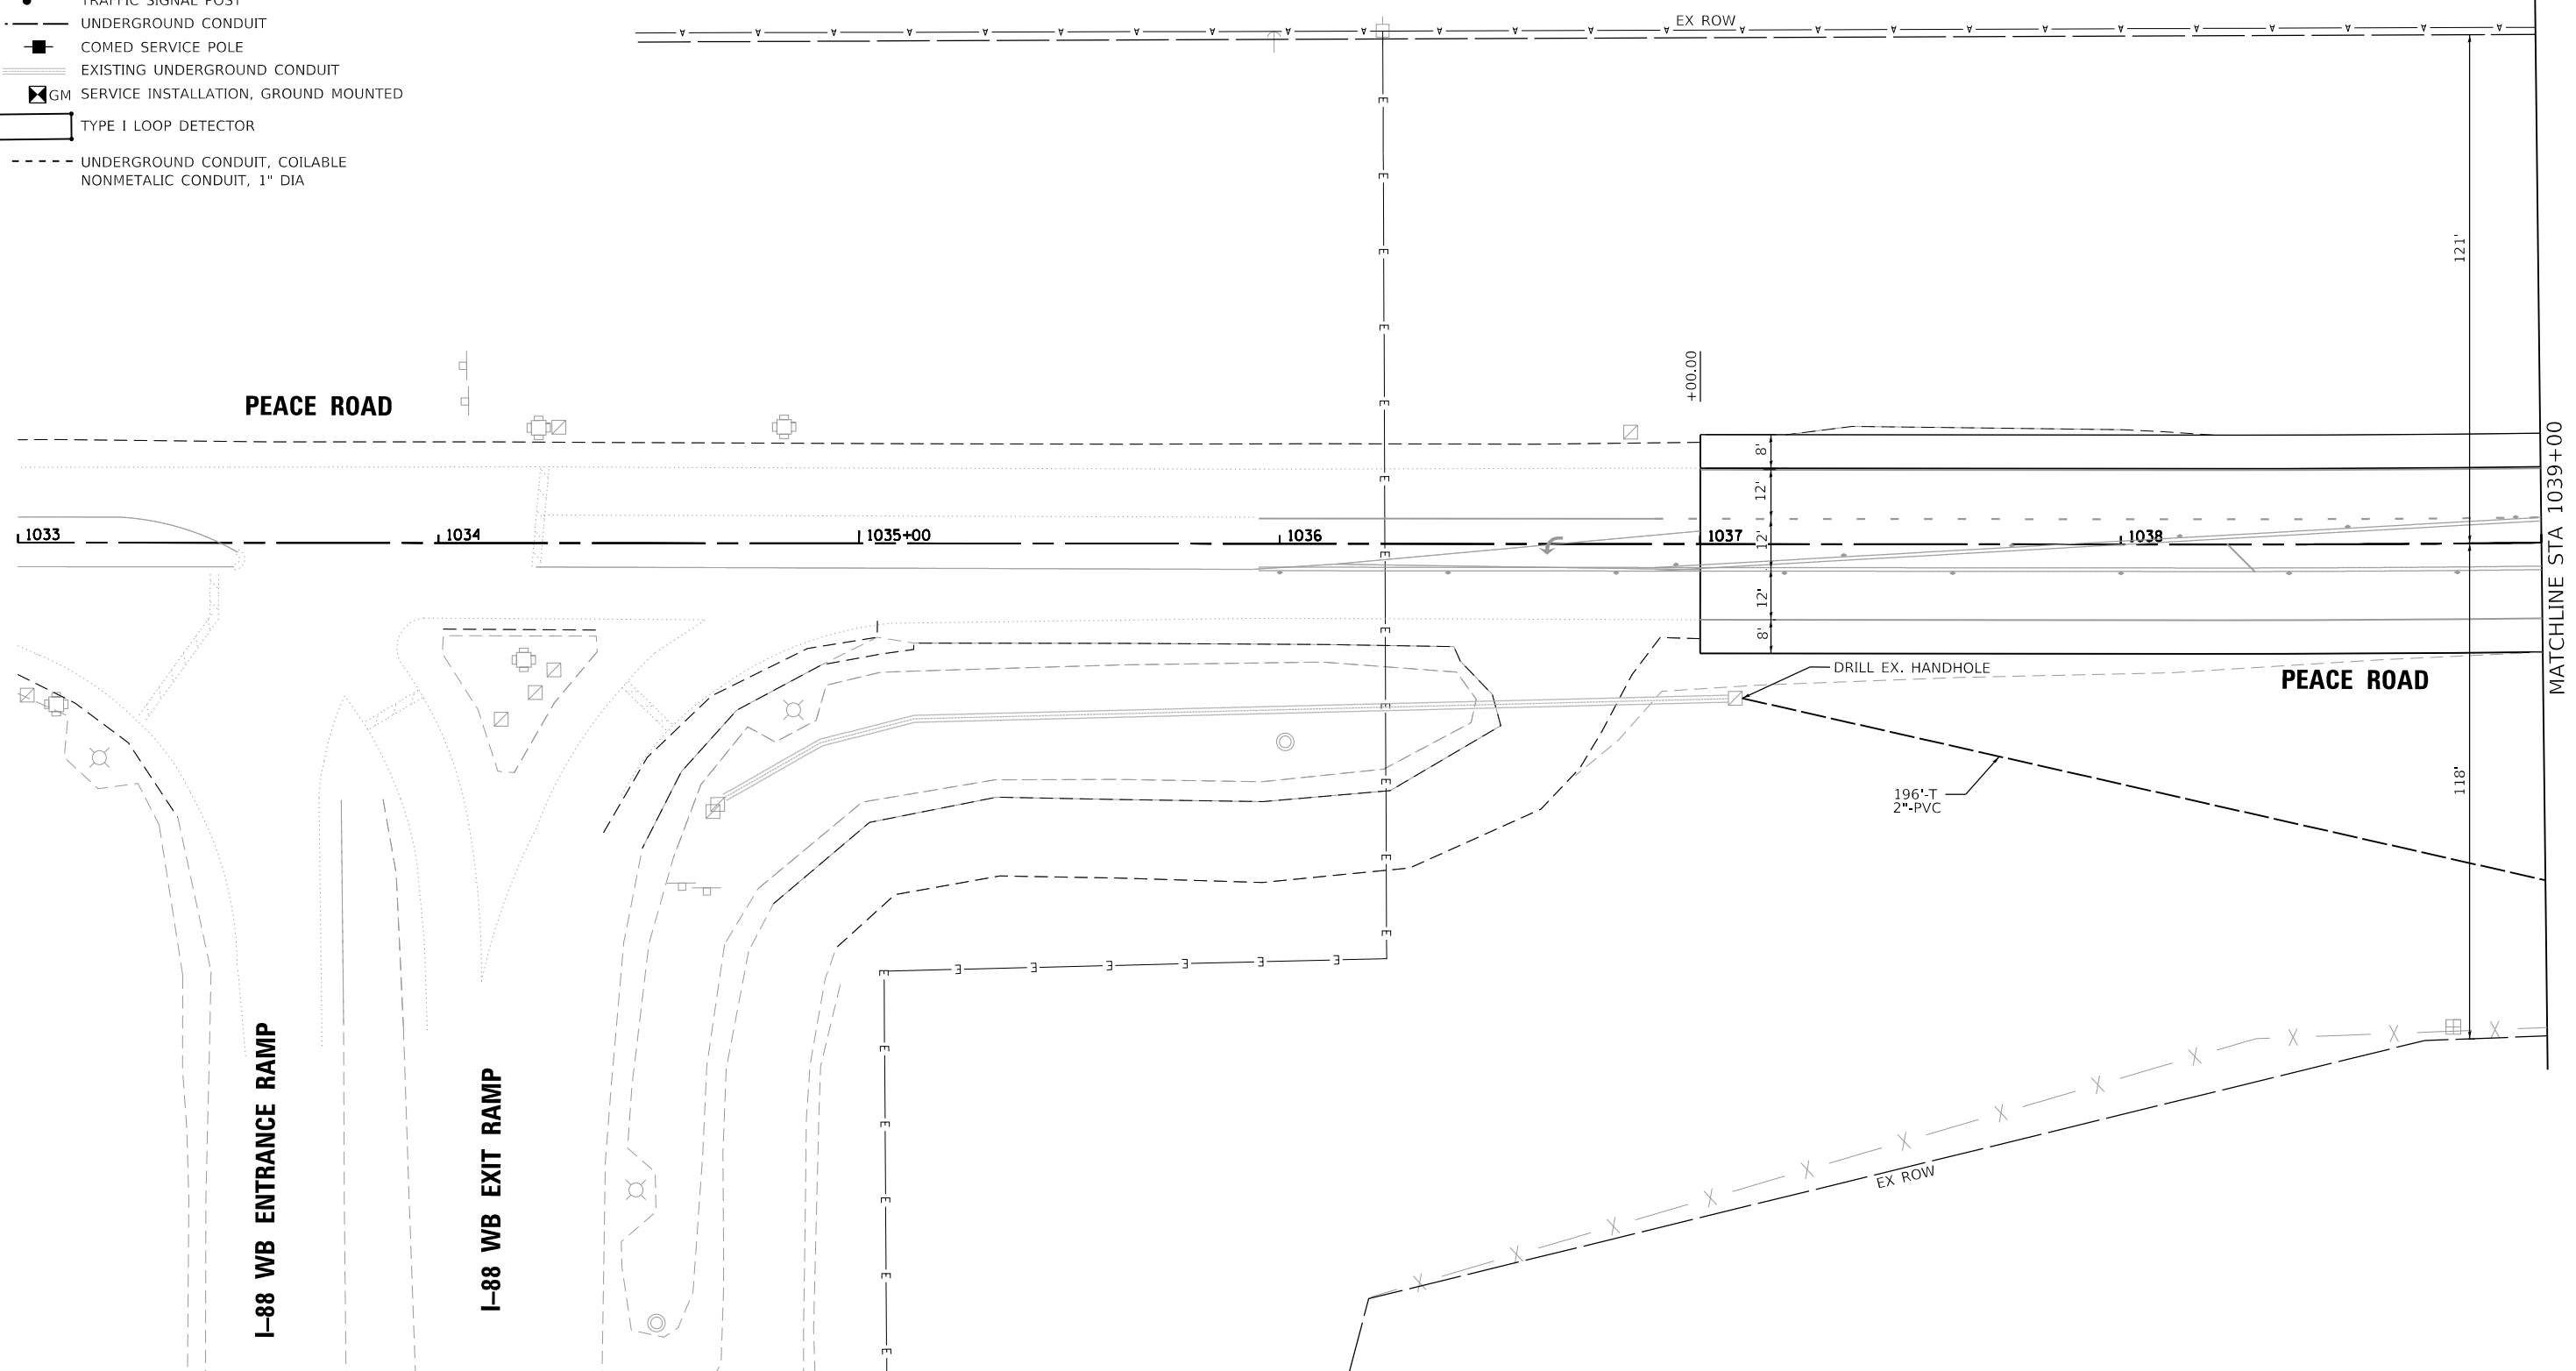 TRAFFIC SIGNAL POST
UNDERGROUND CONDUIT
COMED SERVICE POLE
EXISTING UNDERGROUND CONDUIT
GM SERVICE INSTALLATION, GROUND MOUNTED
TYPE I LOOP DETECTOR
UNDERGROUND CONDUIT, COILABLE
NONMETALIC CONDUIT, 1" DIA
EX ROW
121'
+00.00
PEACE ROAD
8'
12'
12'
12'
8'
1033
1034
1035+00
1036
1037
1038
MATCHLINE STA 1039+00
DRILL EX. HANDHOLE
PEACE ROAD
196'-T
2"-PVC
118'
I-88 WB ENTRANCE RAMP
I-88 WB EXIT RAMP
EX ROW